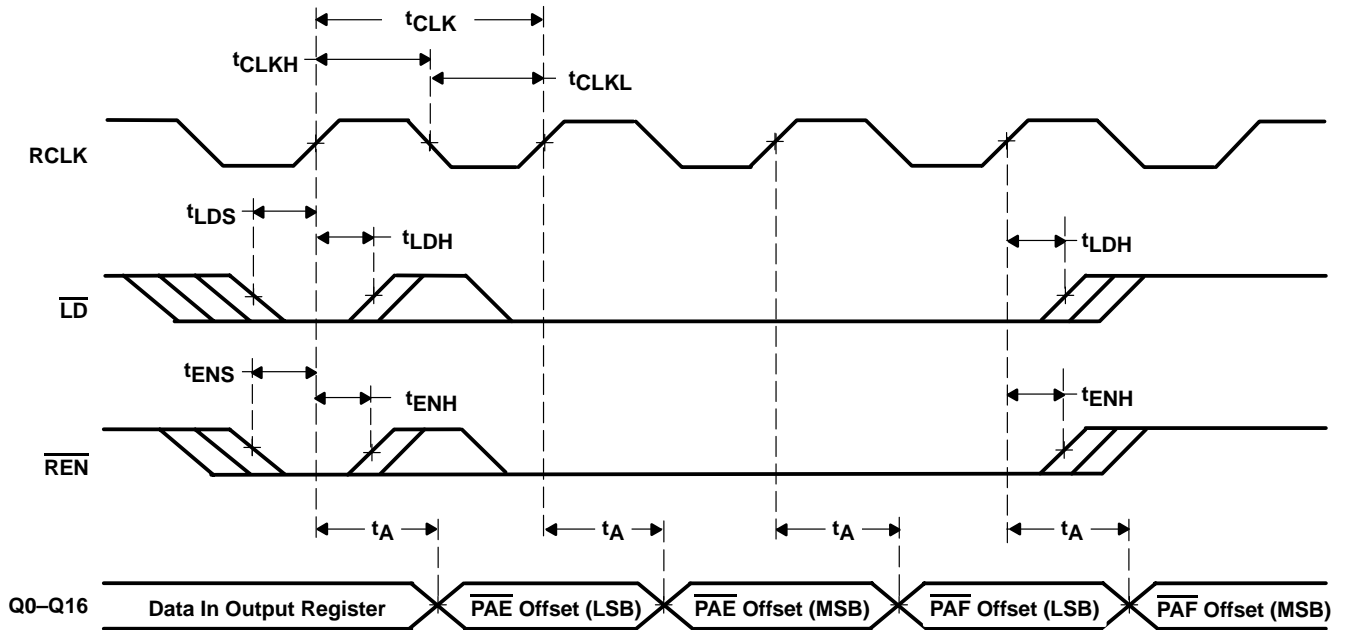 tCLK
tCLKH
tCLKL
RCLK
tLDS
tLDH
tLDH
LD
tENS
tENH
tENH
REN
tA
tA
tA
tA
Q0–Q16
Data In Output Register
PAE Offset (LSB)
PAE Offset (MSB)
PAF Offset (LSB)
PAF Offset (MSB)